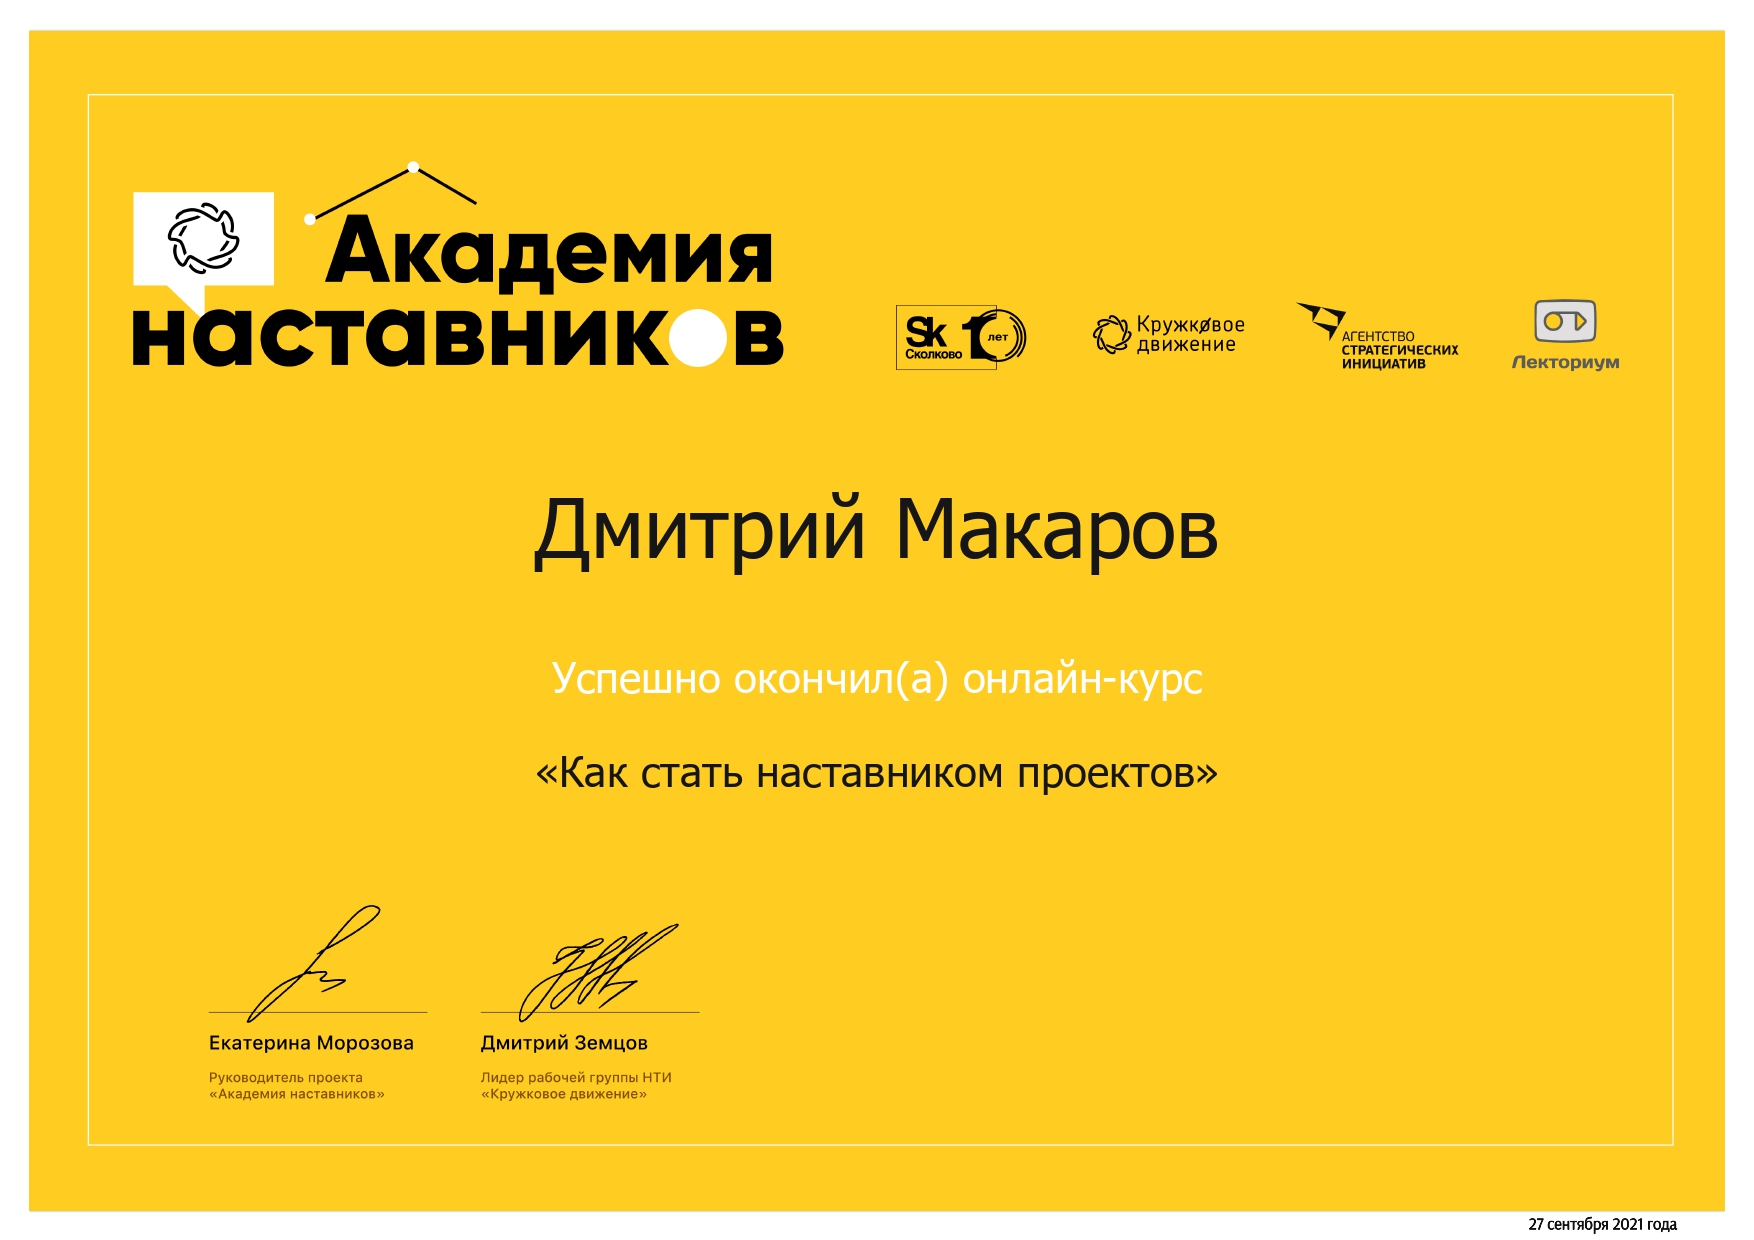 Академия
наставников
Sk
Сколково
10
лет
Кружковое
движение
АГЕНТСТВО
СТРАТЕГИЧЕСКИХ
ИНИЦИАТИВ
Лекториум
Дмитрий Макаров
Успешно окончил(а) онлайн-курс
«Как стать наставником проектов»
Екатерина Морозова
Руководитель проекта
«Академия наставников»
Дмитрий Земцов
Лидер рабочей группы НТИ
«Кружковое движение»
27 сентября 2021 года